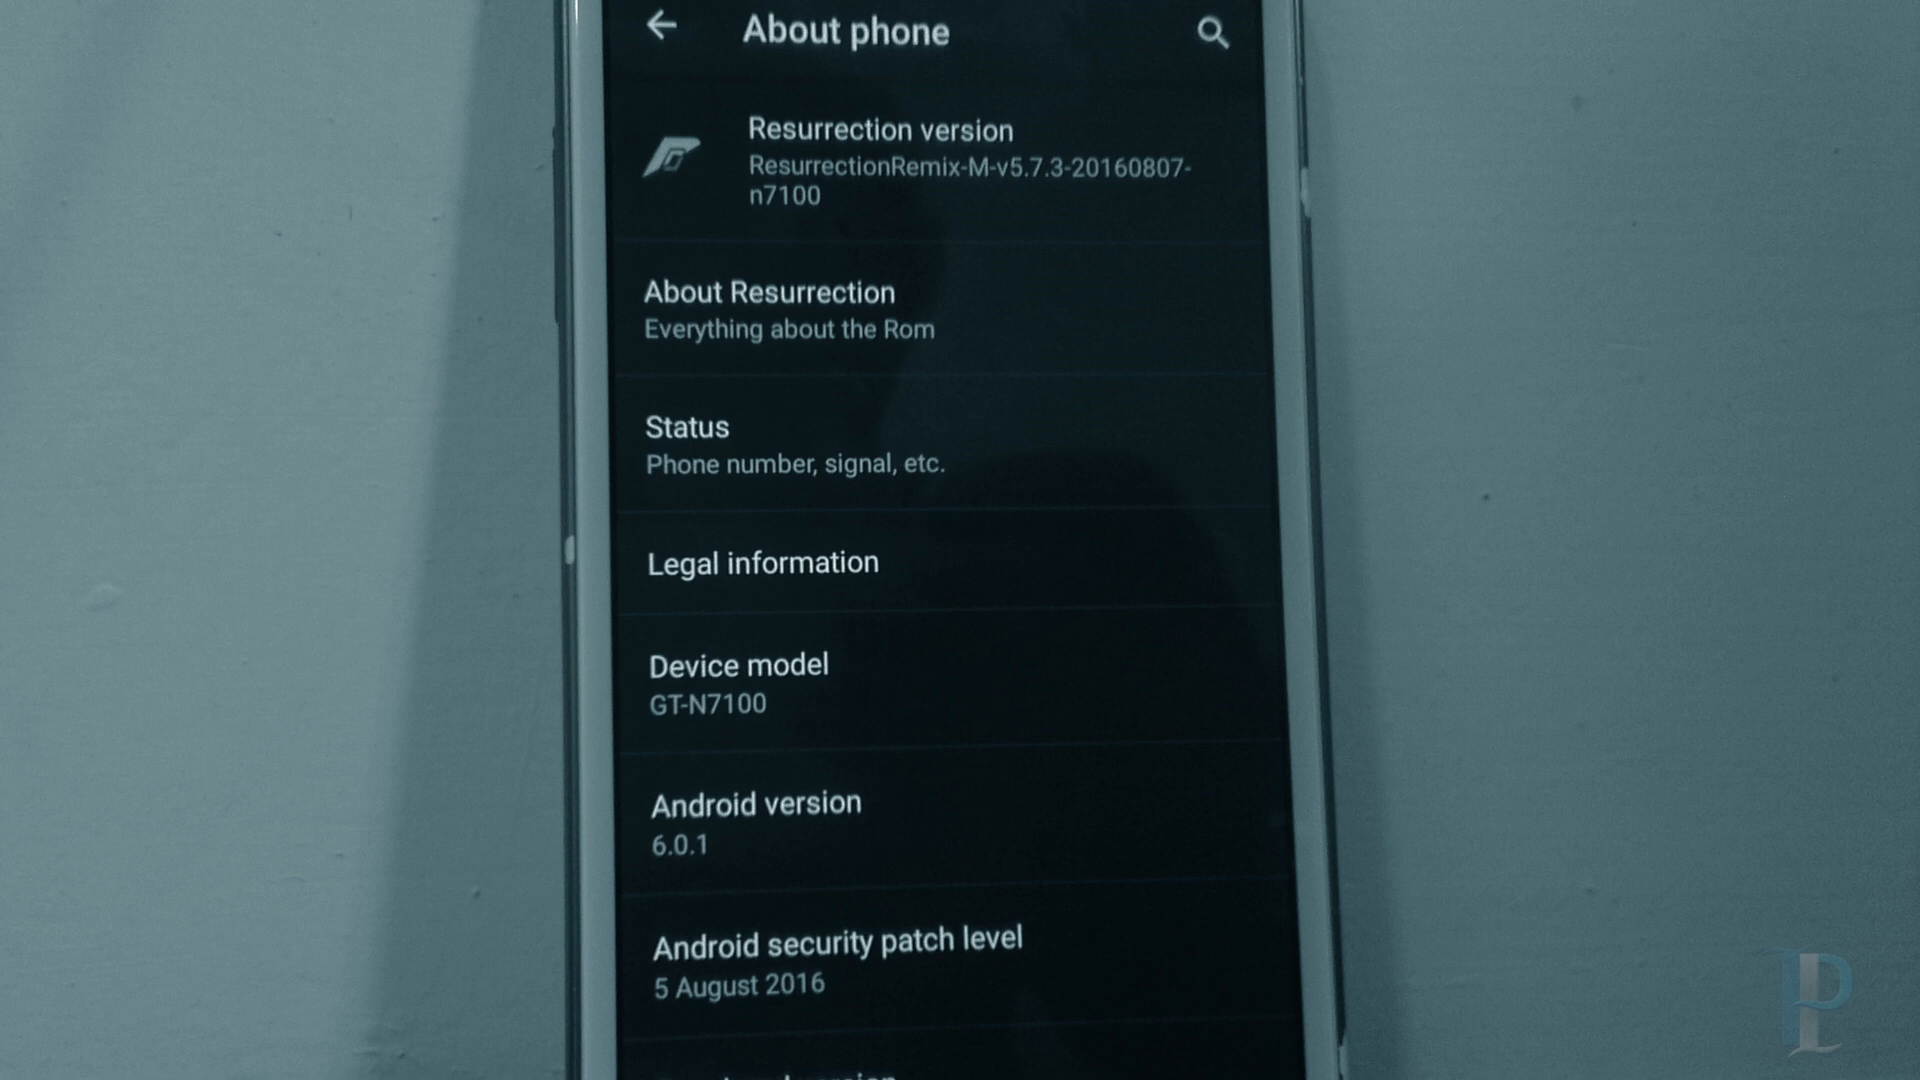 About phone
Resurrection version
ResurrectionRemix-M-v5.7.3-20160807-
n7100
About Resurrection
Everything about the Rom
Status
Phone number, signal, etc.
Legal information
Device model
GT-N7100
Android version
6.0.1
Android security patch level
5 August 2016